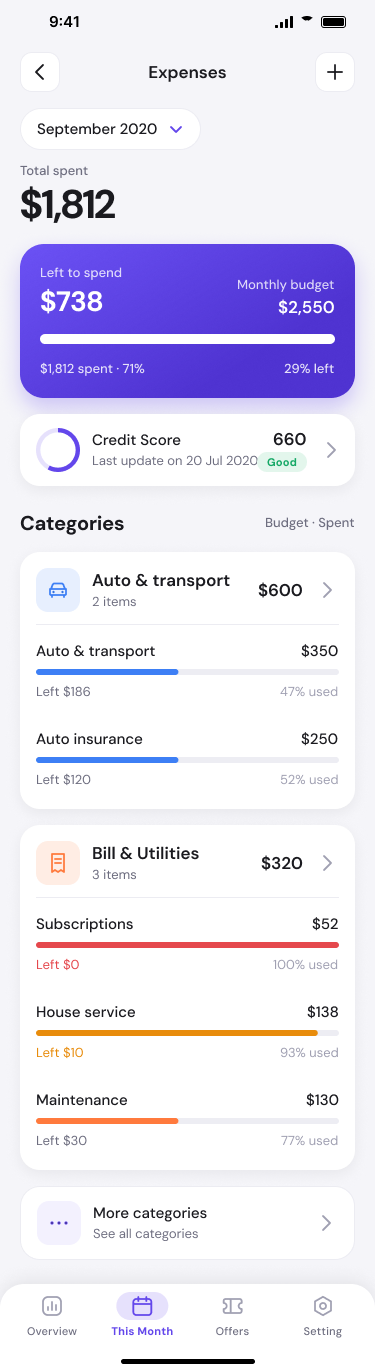 9:41
Expenses
September 2020
Total spent
$1,812
Left to spend
$738
Monthly budget
$2,550
$1,812 spent · 71%
29% left
Credit Score
660
Last update on 20 Jul 2020
Good
Categories
Budget · Spent
Auto & transport
2 items
$600
Auto & transport
$350
Left $186
47% used
Auto insurance
$250
Left $120
52% used
Bill & Utilities
3 items
$320
Subscriptions
$52
Left $0
100% used
House service
$138
Left $10
93% used
Maintenance
$130
Left $30
77% used
More categories
See all categories
Overview
This Month
Offers
Setting